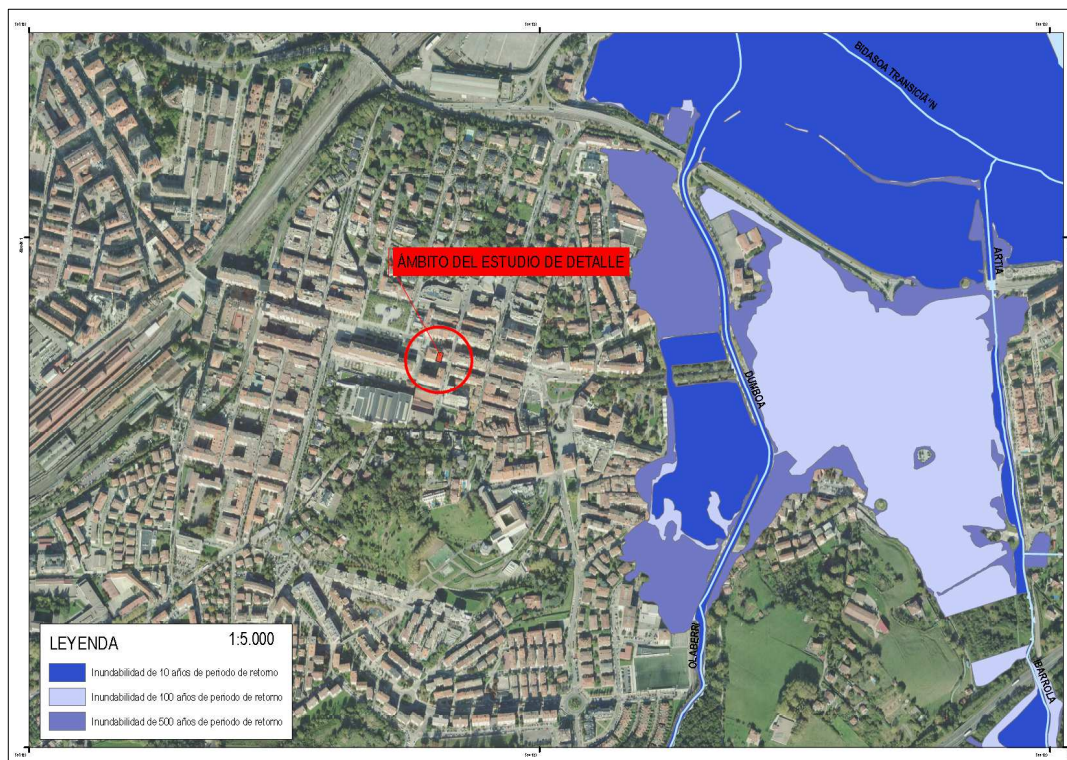 BIDASOA TRANSICIÃ“N
ARTIA
ÁMBITO DEL ESTUDIO DE DETALLE
DUMBOA
OLABERRI
IBARROLA
LEYENDA
1:5.000
Inundabilidad de 10 años de periodo de retorno
Inundabilidad de 100 años de periodo de retorno
Inundabilidad de 500 años de periodo de retorno